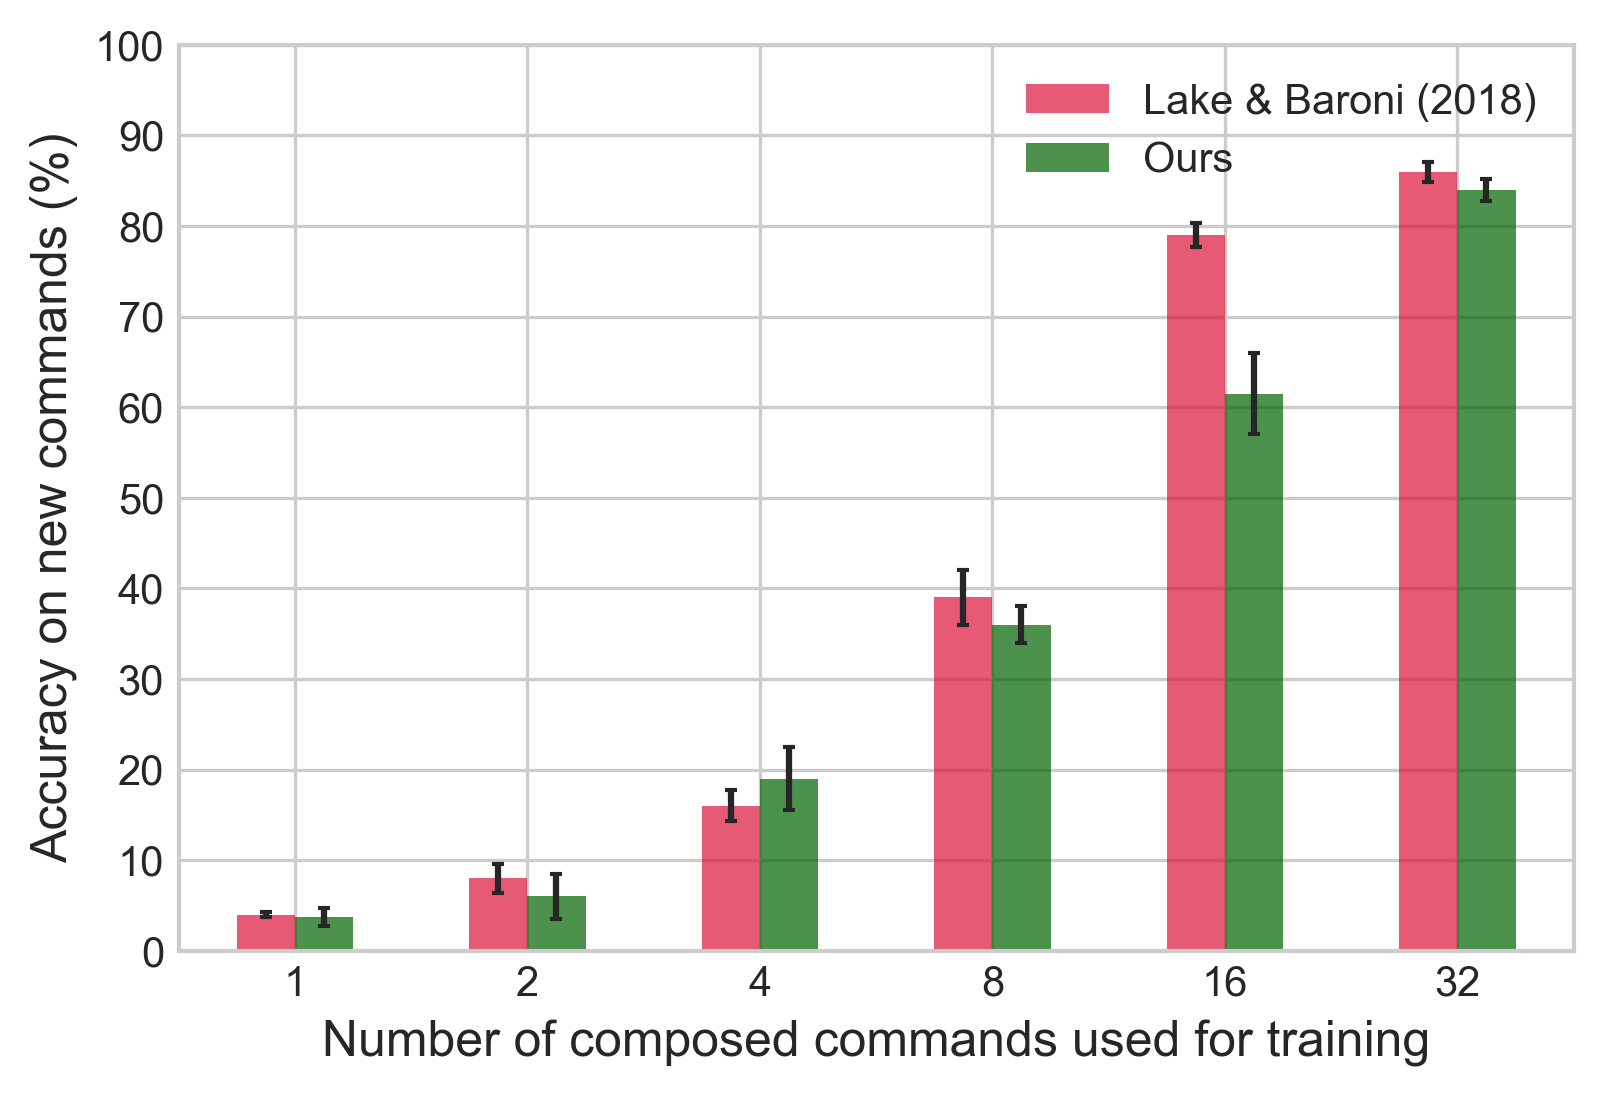 Lake & Baroni (2018)
Ours
Accuracy on new commands (%)
100
90
80
70
60
50
40
30
20
10
0
1 2 4 8 16 32
Number of composed commands used for training